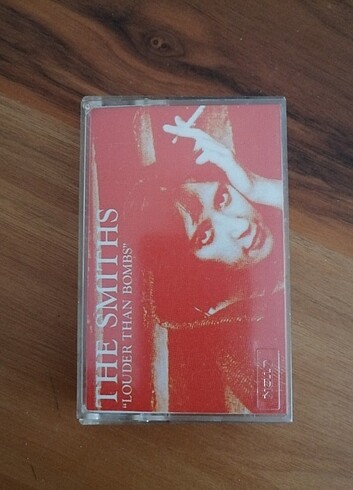 THE SMITHS
"LOUDER THAN BOMBS"